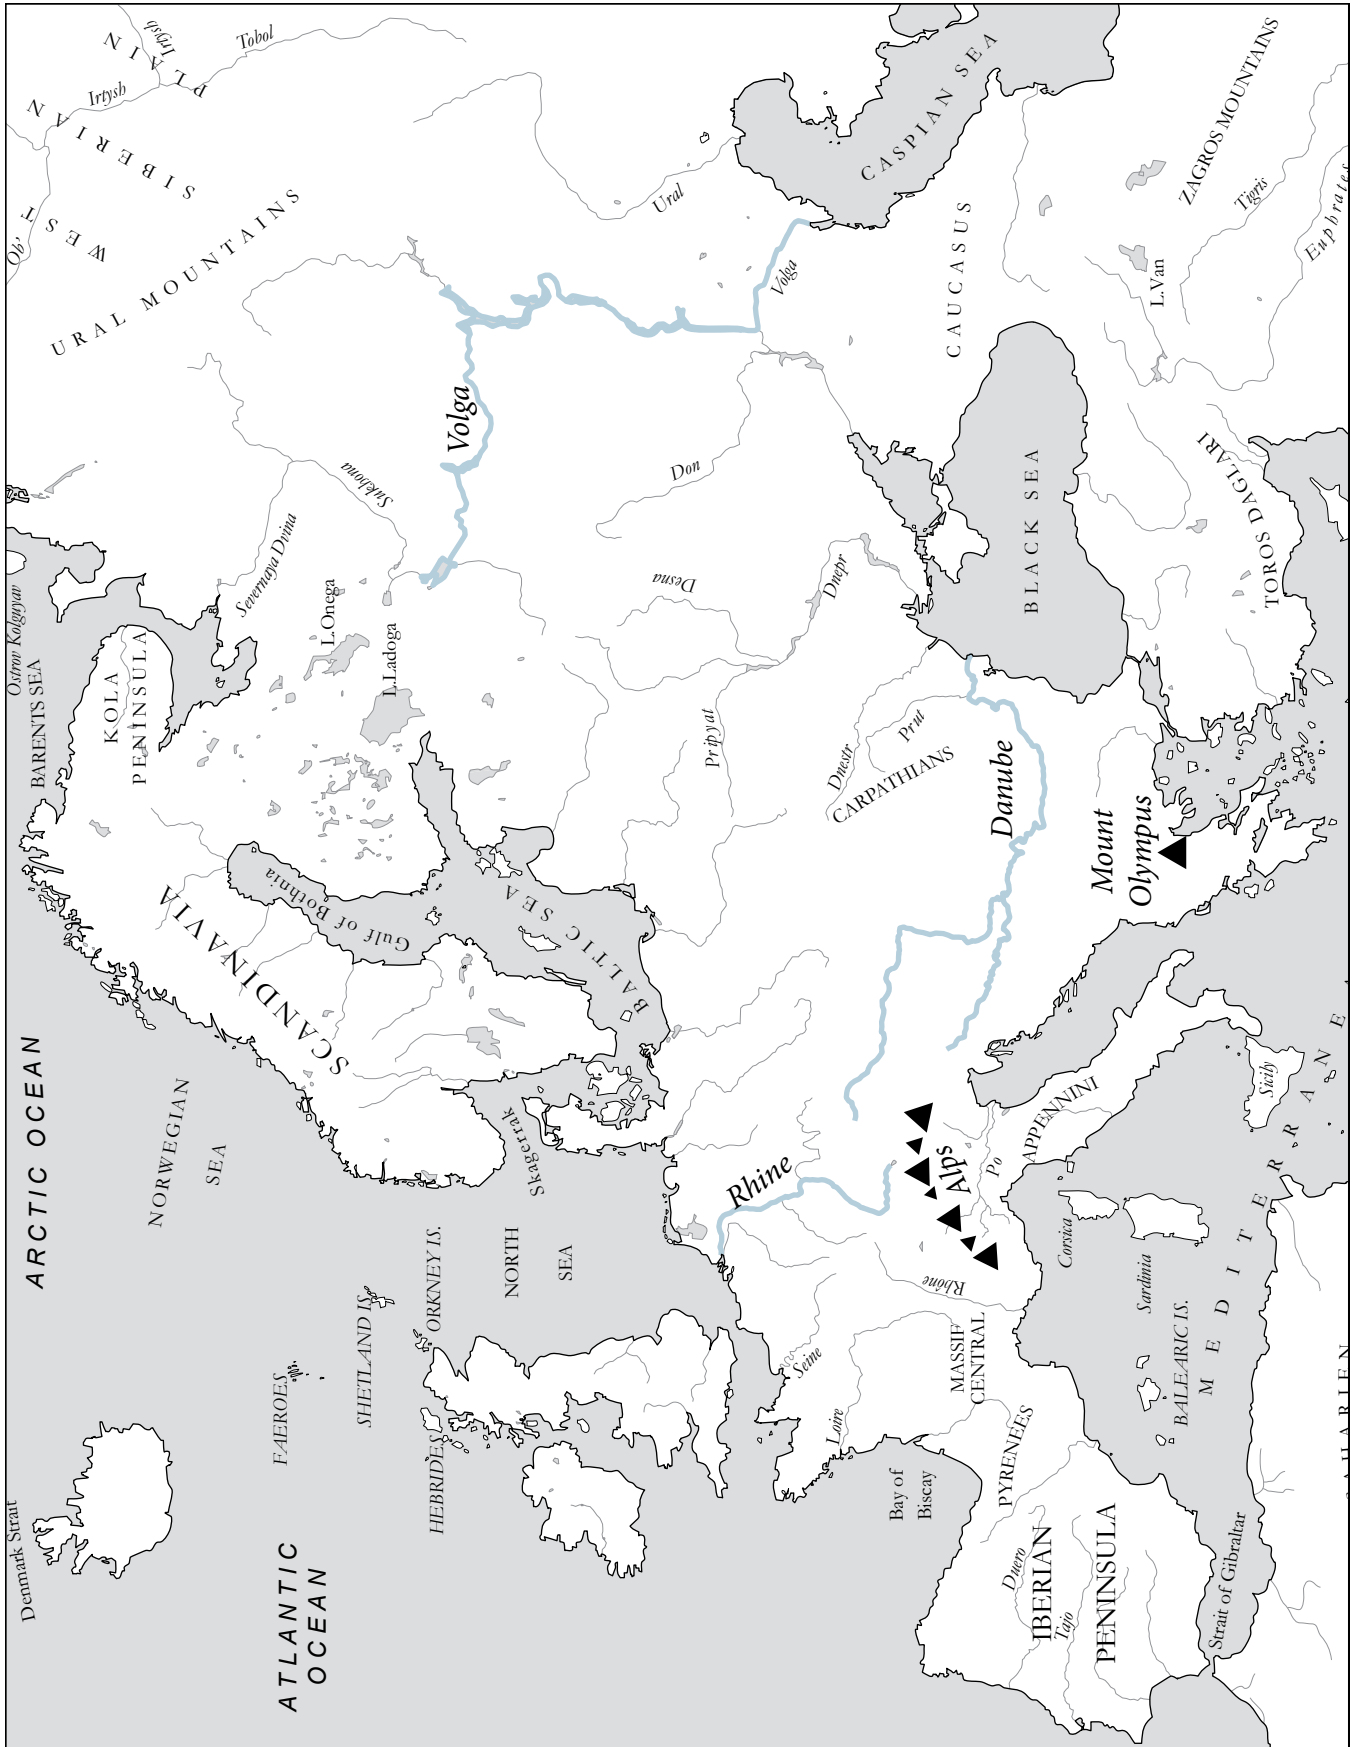 Denmark Strait
ARCTIC OCEAN
BARENTS SEA
Ostrov Kolguyav
KOLA
PENINSULA
NORWEGIAN
SEA
SCANDINAVIA
Gulf of Bothnia
URAL MOUNTAINS
WEST
SIBERIAN
PLAIN
Ob'
Irtysh
Irtysh
Tobol
ATLANTIC
OCEAN
FAEROES
SHETLAND IS.
ORKNEY IS.
HEBRIDES
NORTH
SEA
Skagerrak
BALTIC SEA
L.Onega
L.Ladoga
Severnaya Dvina
Sukhona
Volga
Volga
Ural
Don
Desna
Dnepr
Pripyat
Dnestr
Prut
CARPATHIANS
Danube
Rhine
Seine
Loire
Rhône
Alps
Po
MASSIF
CENTRAL
Bay of
Biscay
PYRENEES
IBERIAN
PENINSULA
Duero
Tajo
Strait of Gibraltar
APPENNINI
Corsica
Sardinia
BALEARIC IS.
Sicily
MEDITERRANE
Mount
Olympus
BLACK SEA
CAUCASUS
CASPIAN SEA
TOROS DAGLARI
L.Van
ZAGROS MOUNTAINS
Tigris
Euphrates